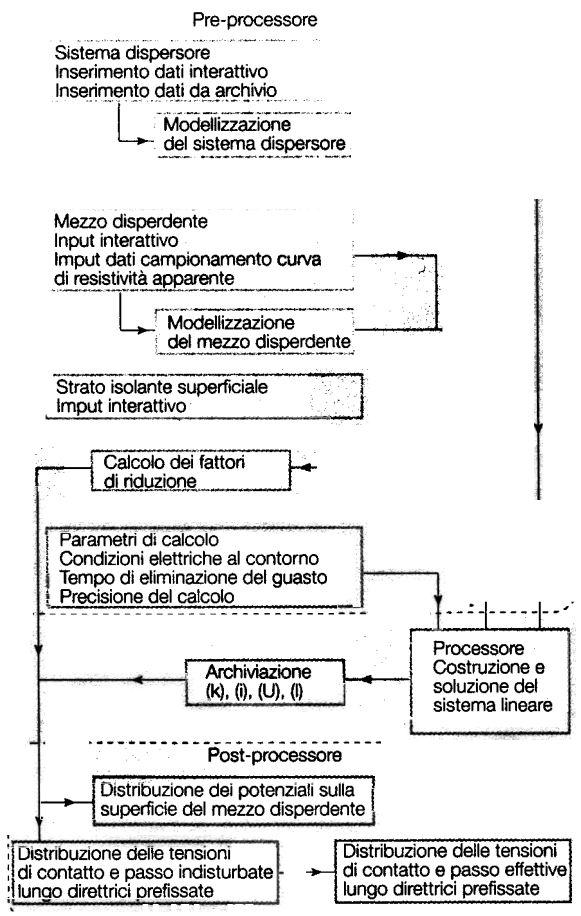 Pre-processore
Sistema dispersore
Inserimento dati interattivo
Inserimento dati da archivio
Modellizzazione
del sistema dispersore
Mezzo disperdente
Input interattivo
Imput dati campionamento curva
di resistività apparente
Modellizzazione
del mezzo disperdente
Strato isolante superficiale
Imput interattivo
Calcolo dei fattori
di riduzione
Parametri di calcolo
Condizioni elettriche al contorno
Tempo di eliminazione del guasto
Precisione del calcolo
Processore
Costruzione e
soluzione del
sistema lineare
Archiviazione
(k), (i), (U), (I)
Post-processore
Distribuzione dei potenziali sulla
superficie del mezzo disperdente
Distribuzione delle tensioni
di contatto e passo indisturbate
lungo direttrici prefissate
Distribuzione delle tensioni
di contatto e passo effettive
lungo direttrici prefissate